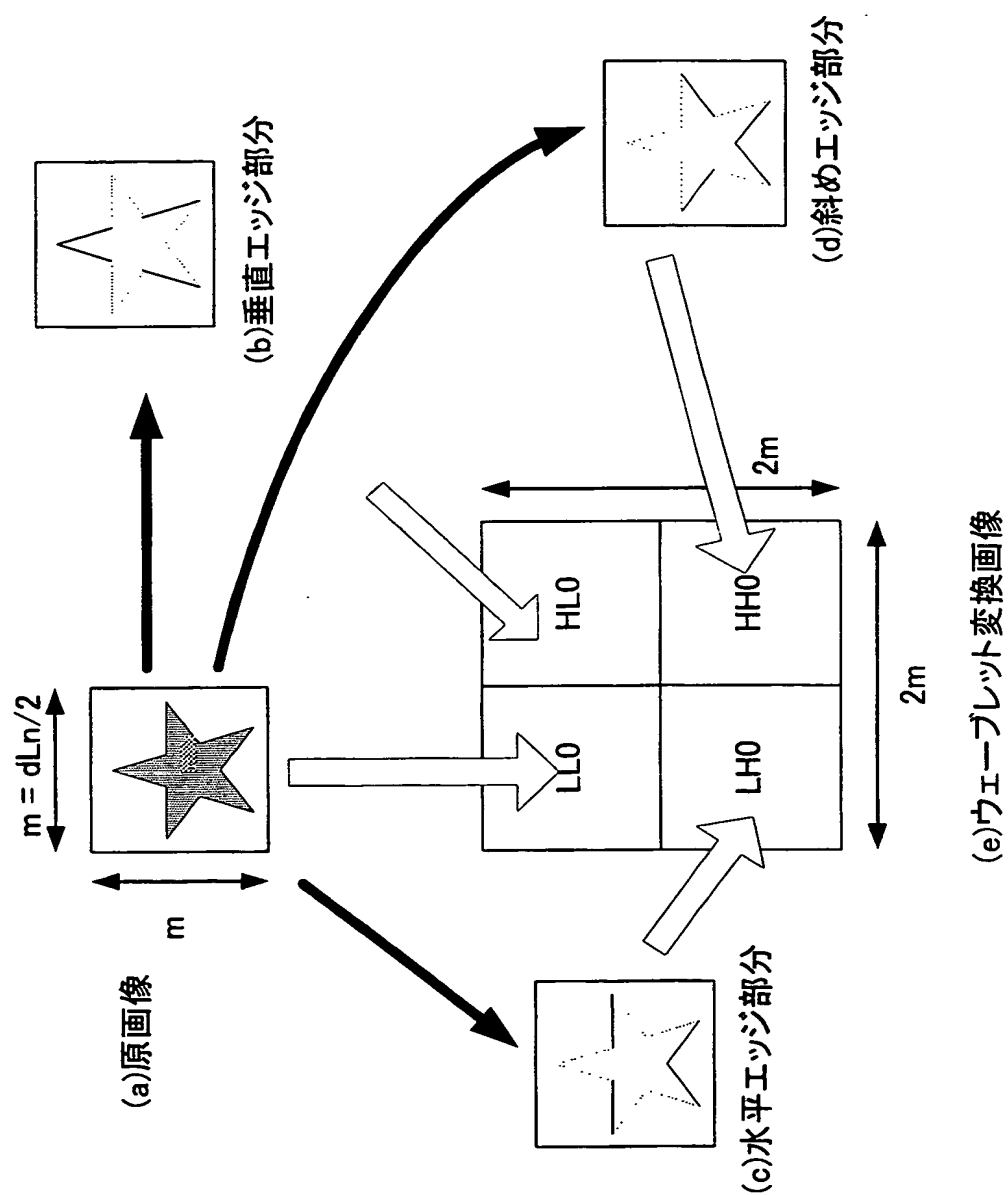 (a)原画像
m = dLn/2
m
(b)垂直エッジ部分
(c)水平エッジ部分
(d)斜めエッジ部分
LL0
HL0
LH0
HH0
2m
2m
(e)ウェーブレット変換画像